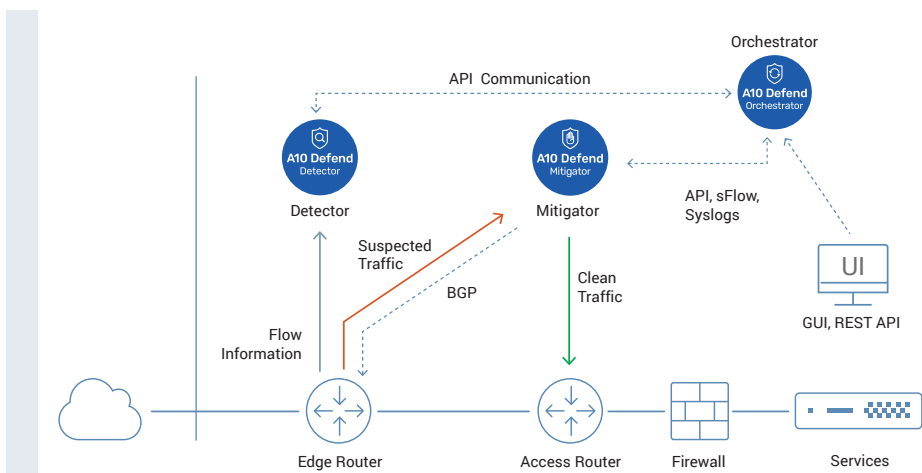 Orchestrator
API Communication
A10 Defend
Orchestrator
A10 Defend
Detector
A10 Defend
Mitigator
Detector
Mitigator
API, sFlow,
Syslogs
Suspected
Traffic
BGP
Clean
Traffic
UI
GUI, REST API
Flow
Information
Edge Router
Access Router
Firewall
Services